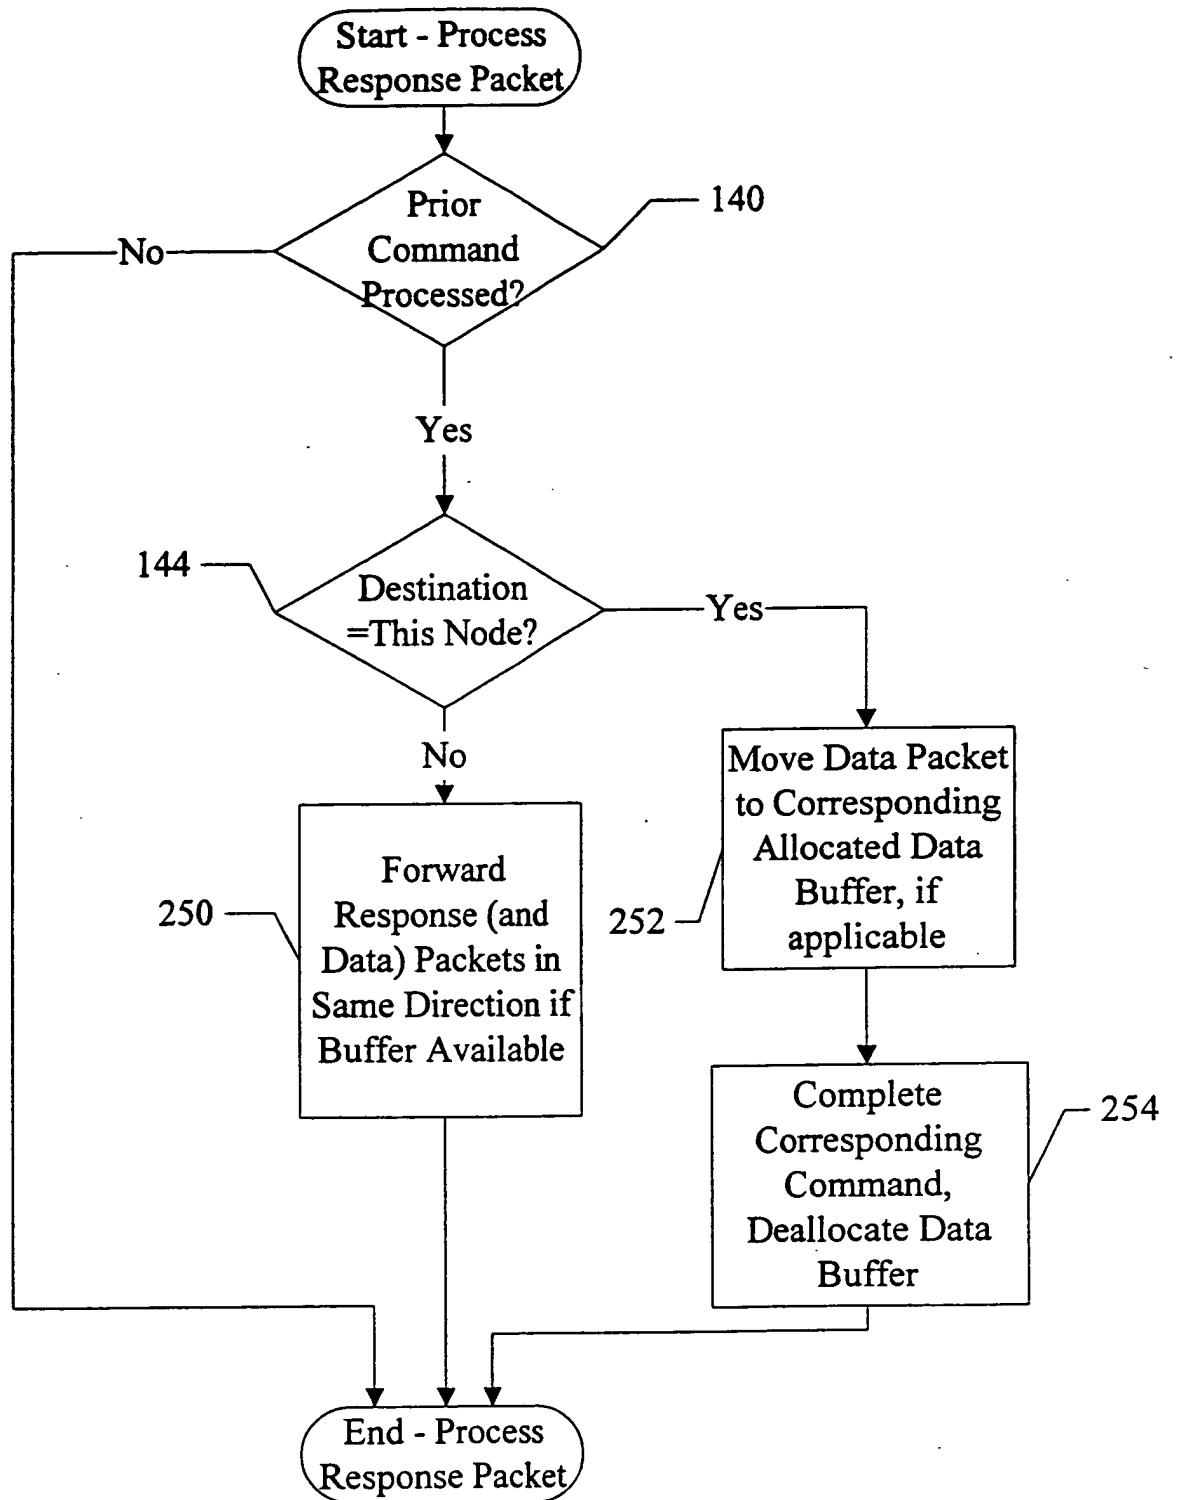 Start - Process
Response Packet
Prior
Command
Processed?
140
No
Yes
144
Destination
=This Node?
Yes
No
Move Data Packet
to Corresponding
Allocated Data
Buffer, if
applicable
252
Forward
Response (and
Data) Packets in
Same Direction if
Buffer Available
250
Complete
Corresponding
Command,
Deallocate Data
Buffer
254
End - Process
Response Packet